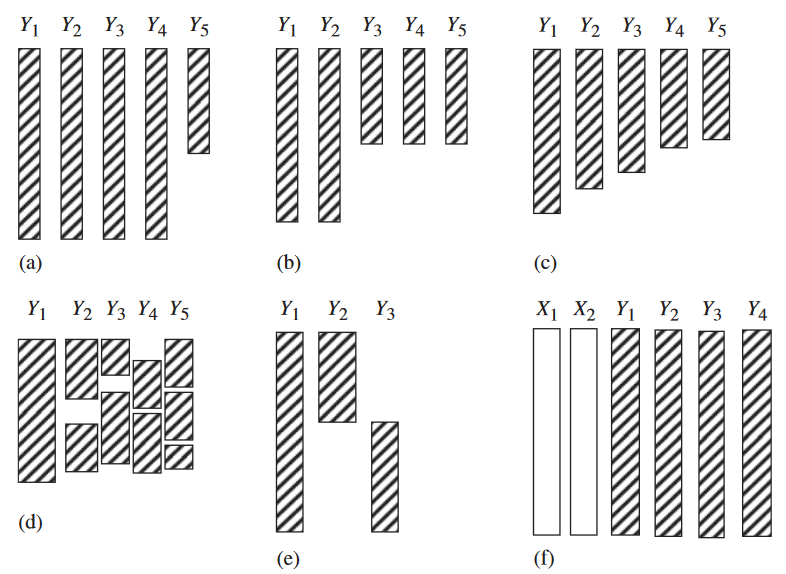 Y1 Y2 Y3 Y4 Y5
Y1 Y2 Y3 Y4 Y5
Y1 Y2 Y3 Y4 Y5
(a)
(b)
(c)
Y1 Y2 Y3 Y4 Y5
Y1 Y2 Y3
X1 X2 Y1 Y2 Y3 Y4
(d)
(e)
(f)